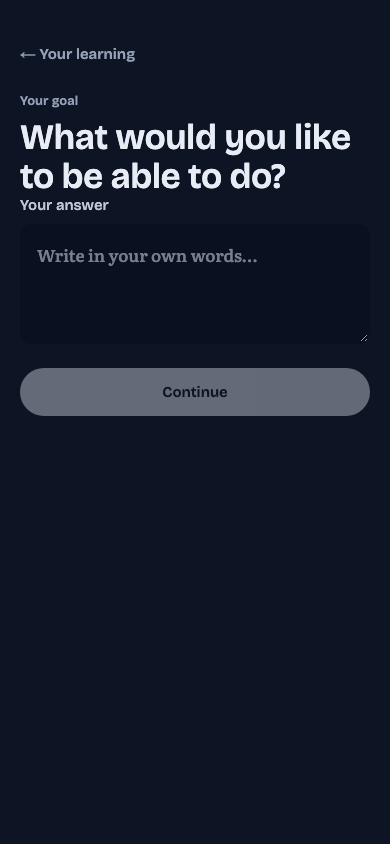 ← Your learning
Your goal
What would you like
to be able to do?
Your answer
Write in your own words...
Continue